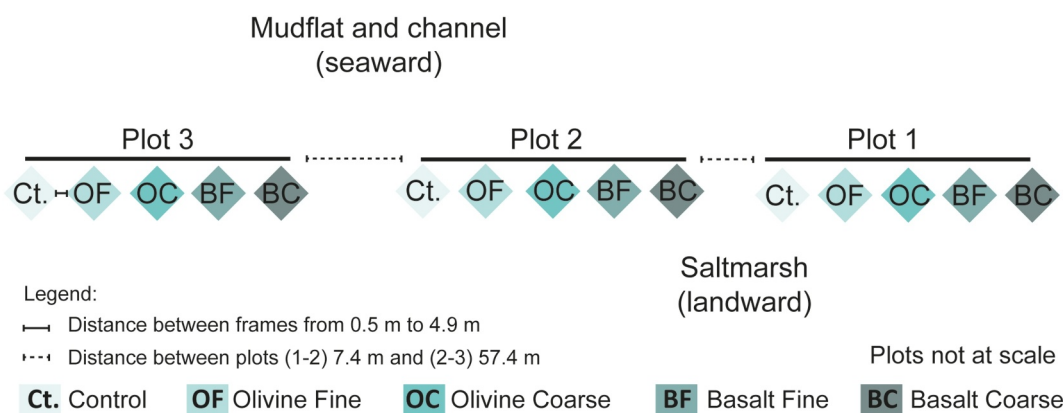 Mudflat and channel
(seaward)
Plot 3 Plot 2 Plot 1
Ct. OF OC BF BC Ct. OF OC BF BC Ct. OF OC BF BC
Saltmarsh
(landward)
Legend:
Distance between frames from 0.5 m to 4.9 m
Distance between plots (1-2) 7.4 m and (2-3) 57.4 m
Plots not at scale
Ct. Control OF Olivine Fine OC Olivine Coarse BF Basalt Fine BC Basalt Coarse